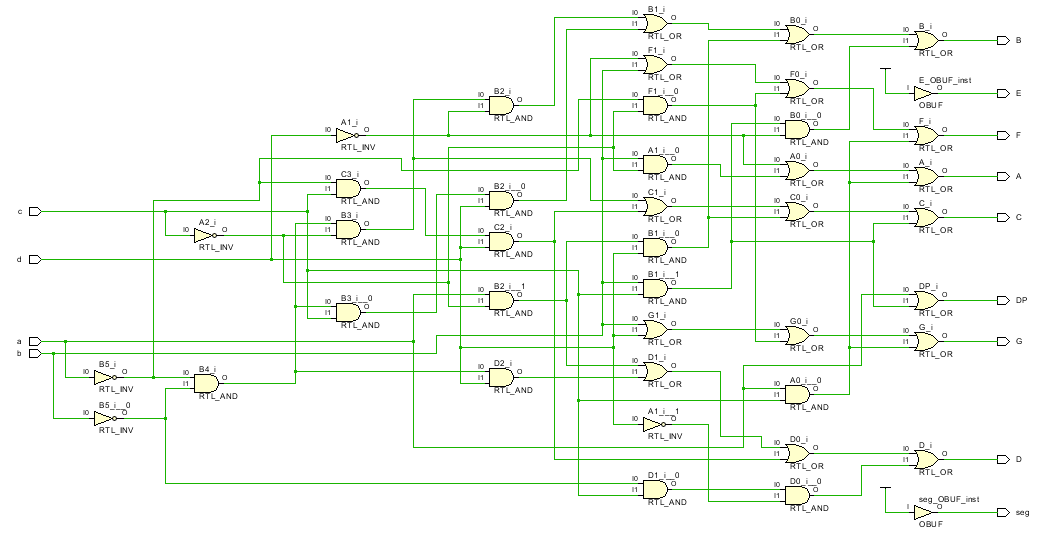 B1_i
I0 O
I1
RTL_OR
B0_i
I0 O
I1
RTL_OR
B_i
I0 O
I1
RTL_OR
B
F1_i
I0 O
I1
RTL_OR
F0_i
I0 O
I1
RTL_OR
E_OBUF_inst
I O
OBUF
E
B2_i
I0 O
I1
RTL_AND
F1_i__0
I0 O
I1
RTL_AND
B0_i__0
I0 O
I1
RTL_AND
F_i
I0 O
I1
RTL_OR
F
A1_i
I0 O
RTL_INV
A1_i__0
I0 O
I1
RTL_AND
A0_i
I0 O
I1
RTL_OR
A_i
I0 O
I1
RTL_OR
A
C3_i
I0 O
I1
RTL_AND
B2_i__0
I0 O
I1
RTL_AND
C1_i
I0 O
I1
RTL_OR
C0_i
I0 O
I1
RTL_OR
C_i
I0 O
I1
RTL_OR
C
c
A2_i
I0 O
RTL_INV
B3_i
I0 O
I1
RTL_AND
C2_i
I0 O
I1
RTL_AND
B1_i__0
I0 O
I1
RTL_AND
d
B3_i__0
I0 O
I1
RTL_AND
B2_i__1
I0 O
I1
RTL_AND
B1_i__1
I0 O
I1
RTL_AND
DP_i
I0 O
I1
RTL_OR
DP
a
b
G1_i
I0 O
I1
RTL_OR
G0_i
I0 O
I1
RTL_OR
G_i
I0 O
I1
RTL_OR
G
B5_i
I0 O
RTL_INV
B4_i
I0 O
I1
RTL_AND
D2_i
I0 O
I1
RTL_AND
D1_i
I0 O
I1
RTL_OR
A0_i__0
I0 O
I1
RTL_AND
B5_i__0
I0 O
RTL_INV
A1_i__1
I0 O
RTL_INV
D0_i
I0 O
I1
RTL_OR
D_i
I0 O
I1
RTL_OR
D
D1_i__0
I0 O
I1
RTL_AND
D0_i__0
I0 O
I1
RTL_AND
seg_OBUF_inst
I O
OBUF
seg